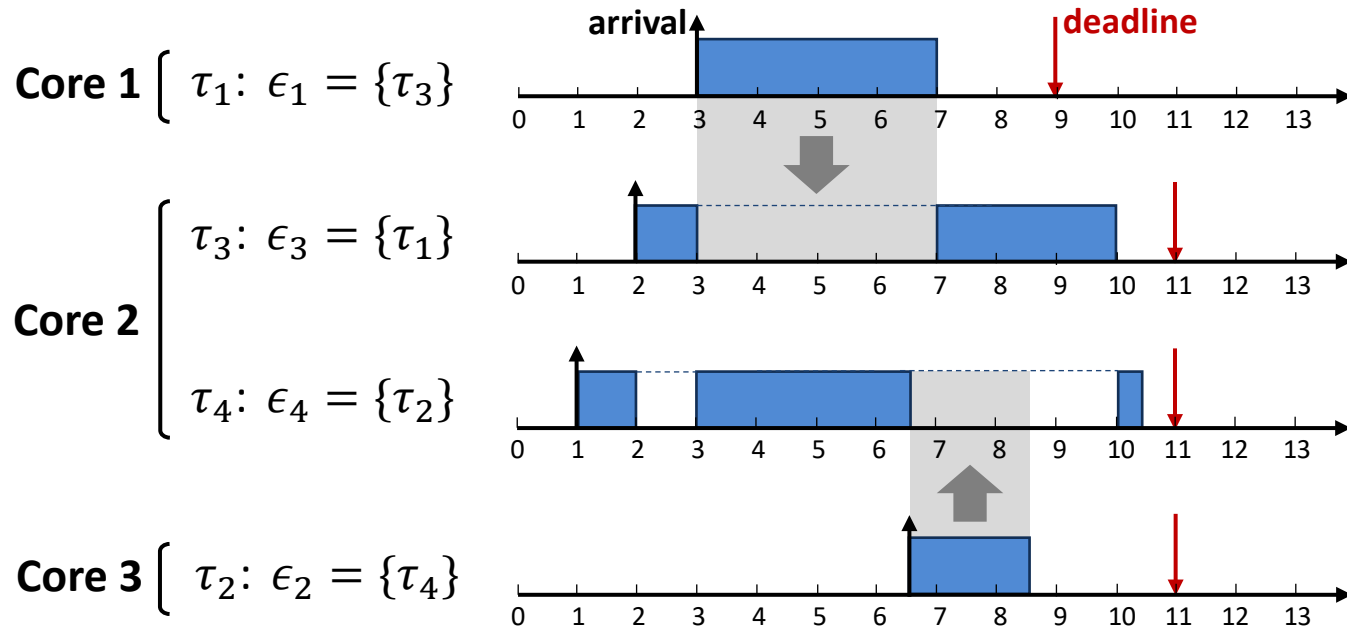 arrival deadline
Core 1 τ₁: ϵ₁ = {τ₃}
0 1 2 3 4 5 6 7 8 9 10 11 12 13
τ₃: ϵ₃ = {τ₁}
0 1 2 3 4 5 6 7 8 9 10 11 12 13
Core 2
τ₄: ϵ₄ = {τ₂}
0 1 2 3 4 5 6 7 8 9 10 11 12 13
Core 3 τ₂: ϵ₂ = {τ₄}
0 1 2 3 4 5 6 7 8 9 10 11 12 13